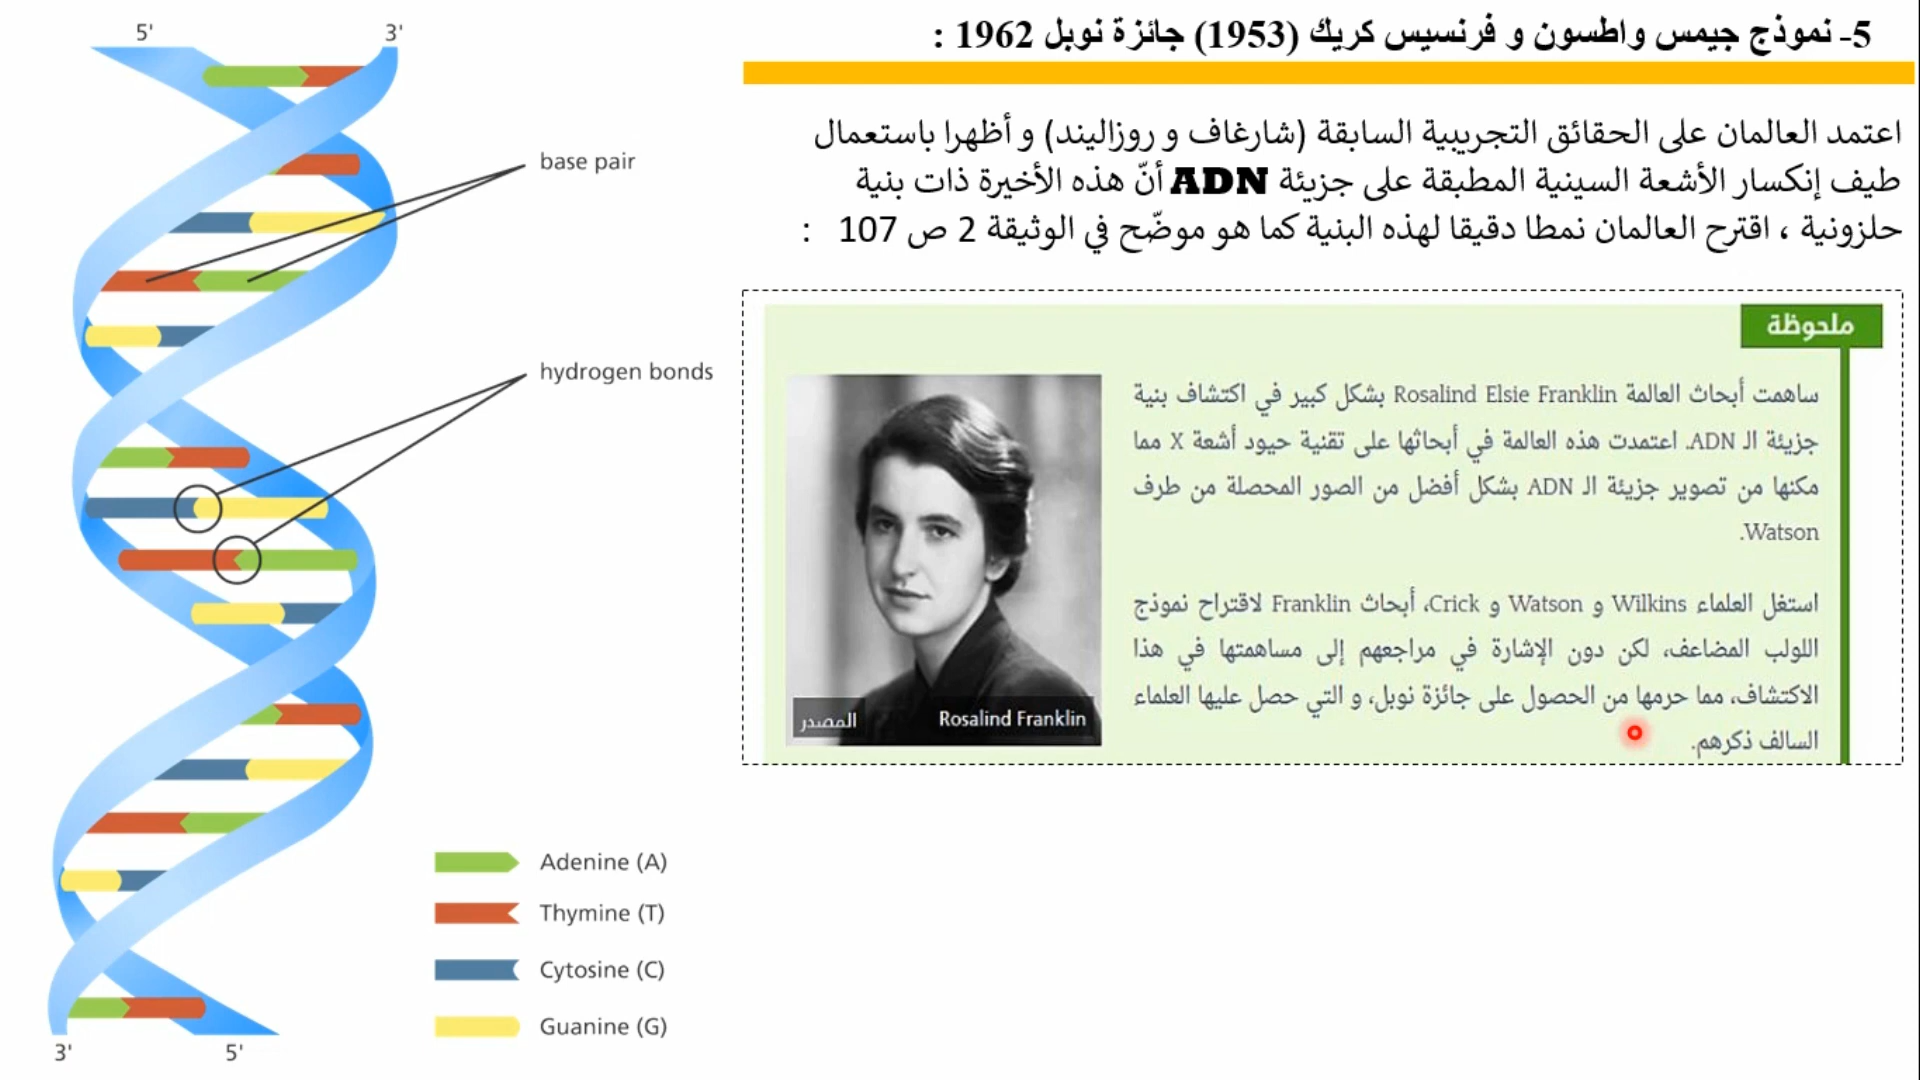 5- نموذج جيمس واطسون و فرنسيس كريك (1953) جائزة نوبل 1962 :
اعتمد العالمان على الحقائق التجريبية السابقة (شارغاف و روزاليند) و أظهرا باستعمال
طيف إنكسار الأشعة السينية المطبقة على جزيئة ADN أنّ هذه الأخيرة ذات بنية
حلزونية ، اقترح العالمان نمطا دقيقا لهذه البنية كما هو موضّح في الوثيقة 2 ص 107 :
ملحوظة
ساهمت أبحاث العالمة Rosalind Elsie Franklin بشكل كبير في اكتشاف بنية
جزيئة الـ ADN. اعتمدت هذه العالمة في أبحاثها على تقنية حيود أشعة X مما
مكنها من تصوير جزيئة الـ ADN بشكل أفضل من الصور المحصلة من طرف
Watson.
استغل العلماء Wilkins و Watson و Crick، أبحاث Franklin لاقتراح نموذج
اللولب المضاعف، لكن دون الإشارة في مراجعهم إلى مساهمتها في هذا
الاكتشاف، مما حرمها من الحصول على جائزة نوبل، و التي حصل عليها العلماء
السالف ذكرهم.
المصدر
Rosalind Franklin
5'
3'
base pair
hydrogen bonds
Adenine (A)
Thymine (T)
Cytosine (C)
Guanine (G)
3'
5'